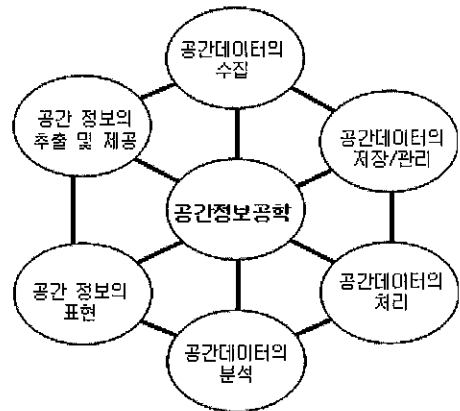 공간데이터의
수집
공간 정보의
추출 및 제공
공간데이터의
저장/관리
공간정보공학
공간 정보의
표현
공간데이터의
처리
공간데이터의
분석